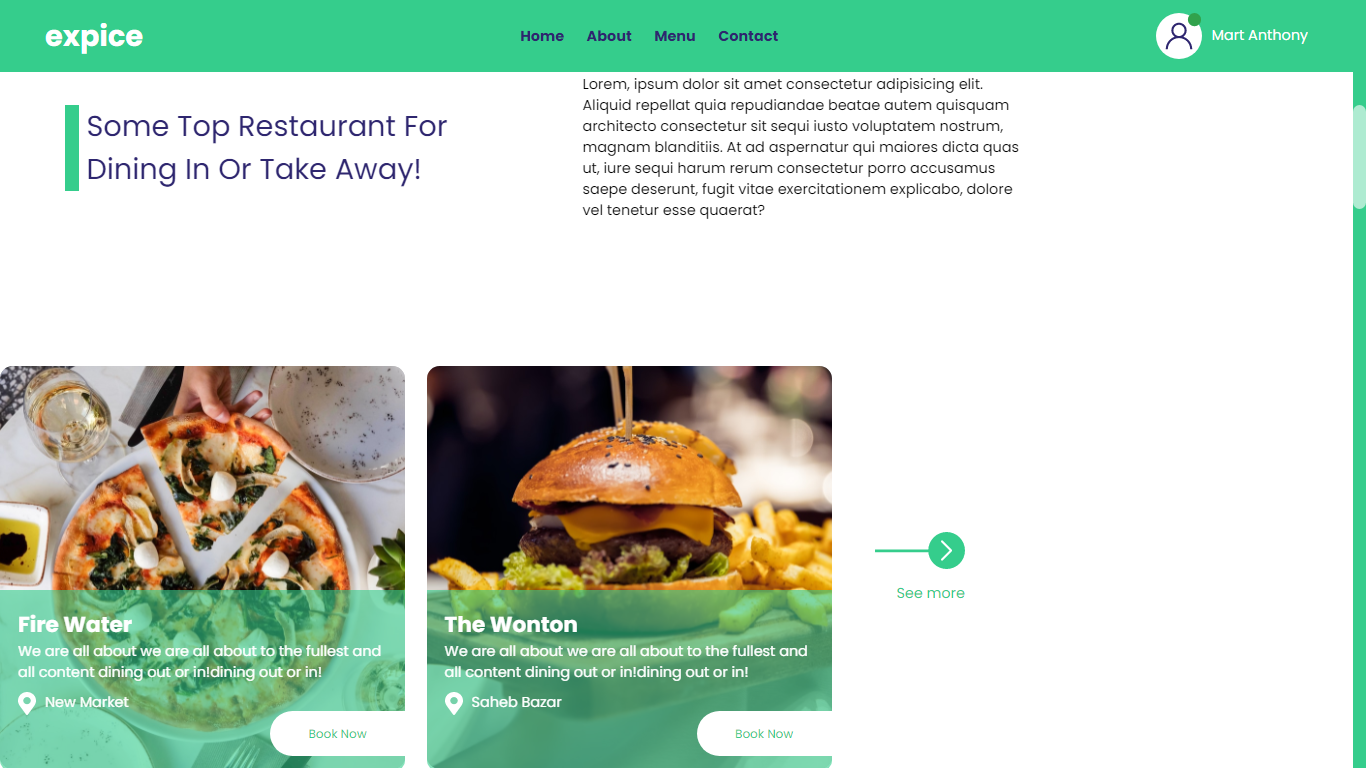 expice
Home About Menu Contact
Mart Anthony
Some Top Restaurant For
Dining In Or Take Away!
Lorem, ipsum dolor sit amet consectetur adipisicing elit.
Aliquid repellat quia repudiandae beatae autem quisquam
architecto consectetur sit sequi iusto voluptatem nostrum,
magnam blanditiis. At ad aspernatur qui maiores dicta quas
ut, iure sequi harum rerum consectetur porro accusamus
saepe deserunt, fugit vitae exercitationem explicabo, dolore
vel tenetur esse quaerat?
Fire Water
We are all about we are all about to the fullest and
all content dining out or in!dining out or in!
New Market
Book Now
The Wonton
We are all about we are all about to the fullest and
all content dining out or in!dining out or in!
Saheb Bazar
Book Now
See more